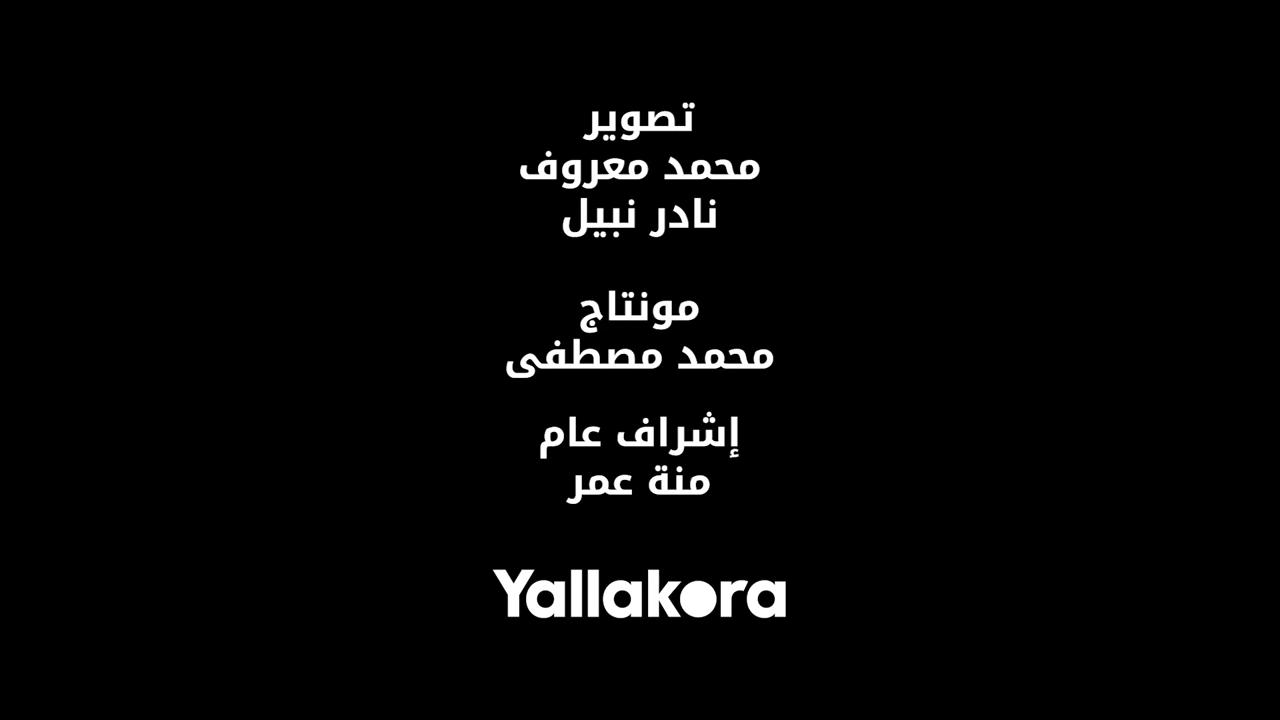 تصوير
محمد معروف
نادر نبيل
مونتاج
محمد مصطفى
إشراف عام
منة عمر
Yallakora